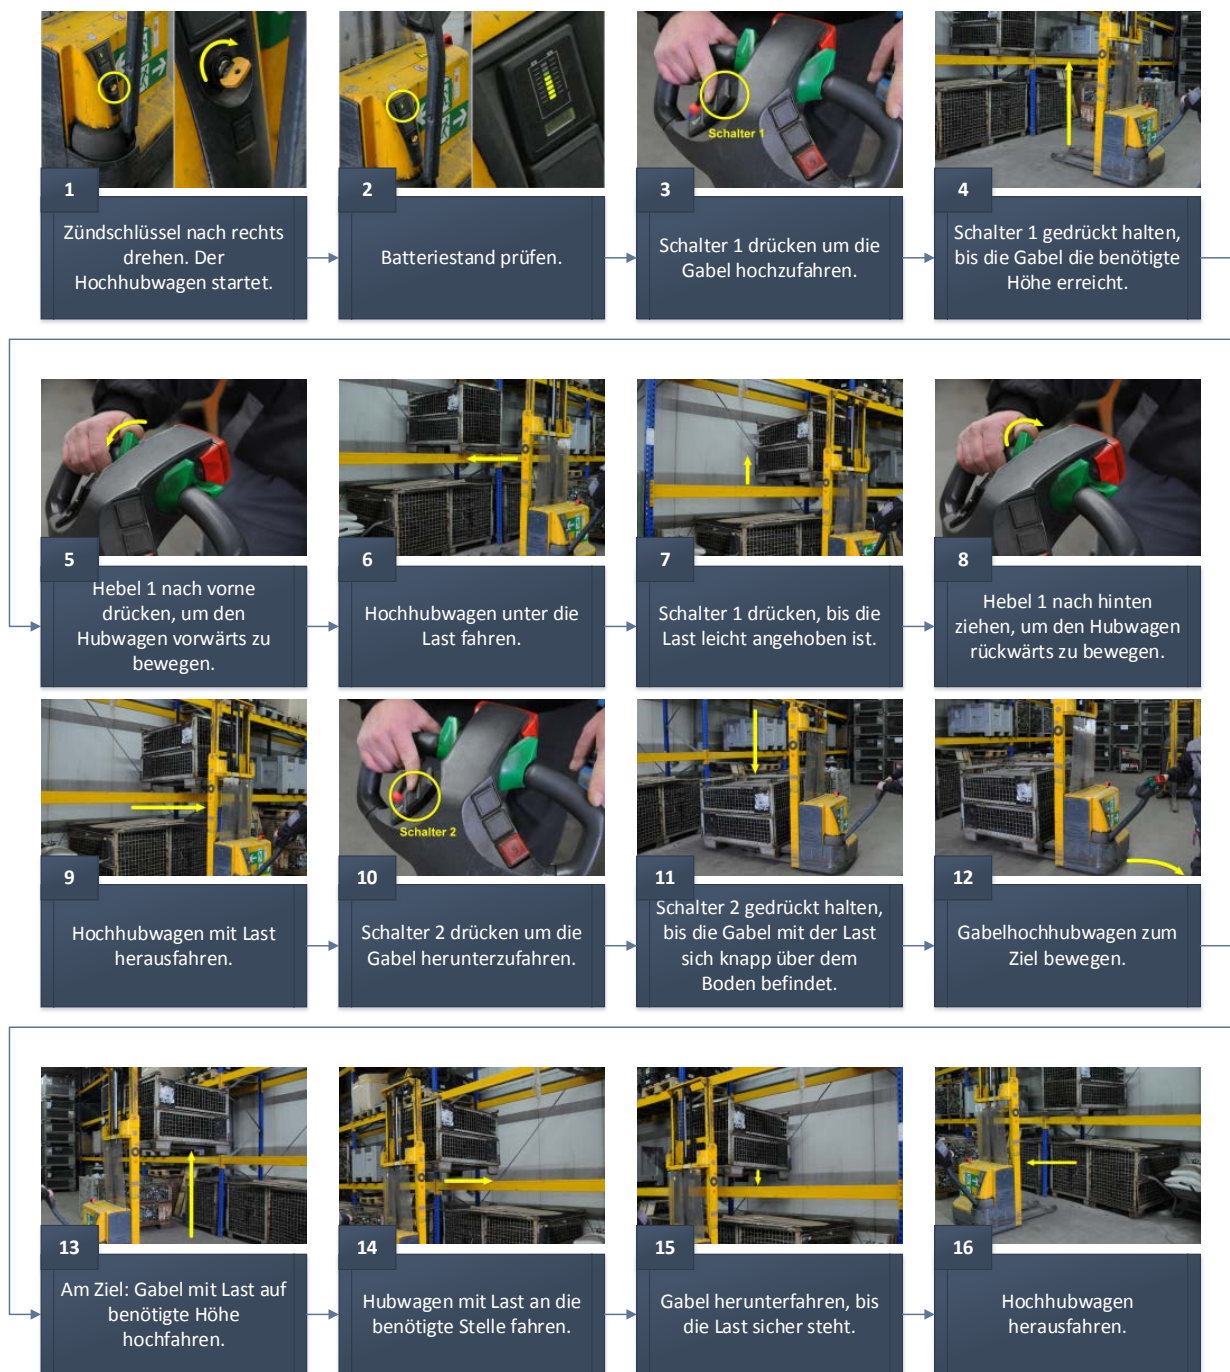 1
Zündschlüssel nach rechts
drehen. Der
Hochhubwagen startet.
2
Batteriestand prüfen.
Schalter 1
3
Schalter 1 drücken um die
Gabel hochzufahren.
4
Schalter 1 gedrückt halten,
bis die Gabel die benötigte
Höhe erreicht.
5
Hebel 1 nach vorne
drücken, um den
Hubwagen vorwärts zu
bewegen.
6
Hochhubwagen unter die
Last fahren.
7
Schalter 1 drücken, bis die
Last leicht angehoben ist.
8
Hebel 1 nach hinten
ziehen, um den Hubwagen
rückwärts zu bewegen.
9
Hochhubwagen mit Last
herausfahren.
Schalter 2
10
Schalter 2 drücken um die
Gabel herunterzufahren.
11
Schalter 2 gedrückt halten,
bis die Gabel mit der Last
sich knapp über dem
Boden befindet.
12
Gabelhochhubwagen zum
Ziel bewegen.
13
Am Ziel: Gabel mit Last auf
benötigte Höhe
hochfahren.
14
Hubwagen mit Last an die
benötigte Stelle fahren.
15
Gabel herunterfahren, bis
die Last sicher steht.
16
Hochhubwagen
herausfahren.